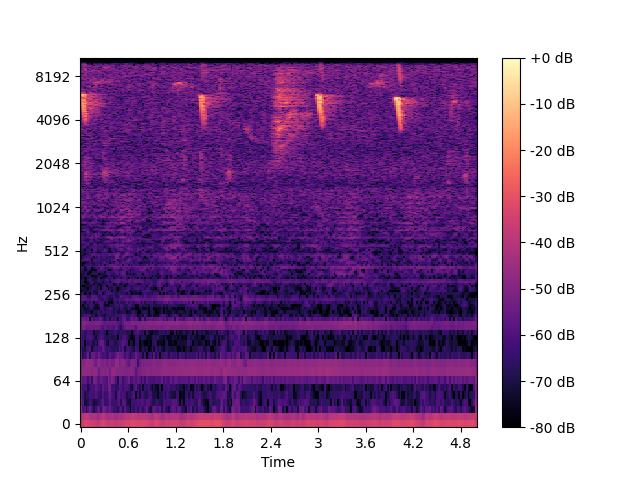 8192
4096
2048
1024
512
256
128
64
0
Hz
0 0.6 1.2 1.8 2.4 3 3.6 4.2 4.8
Time
+0 dB
-10 dB
-20 dB
-30 dB
-40 dB
-50 dB
-60 dB
-70 dB
-80 dB